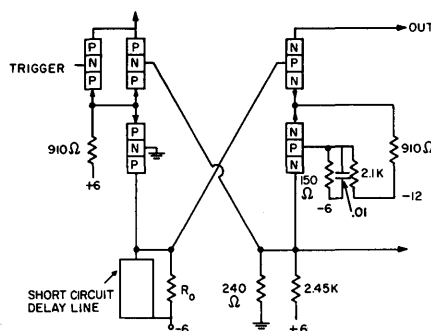 OUT
P
N
P
P
N
P
N
P
N
TRIGGER
910Ω
+6
P
N
P
N
P
N
150
Ω
-6
.01
2.1K
910Ω
-12
SHORT CIRCUIT
DELAY LINE
R₀
-6
240
Ω
2.45K
+6